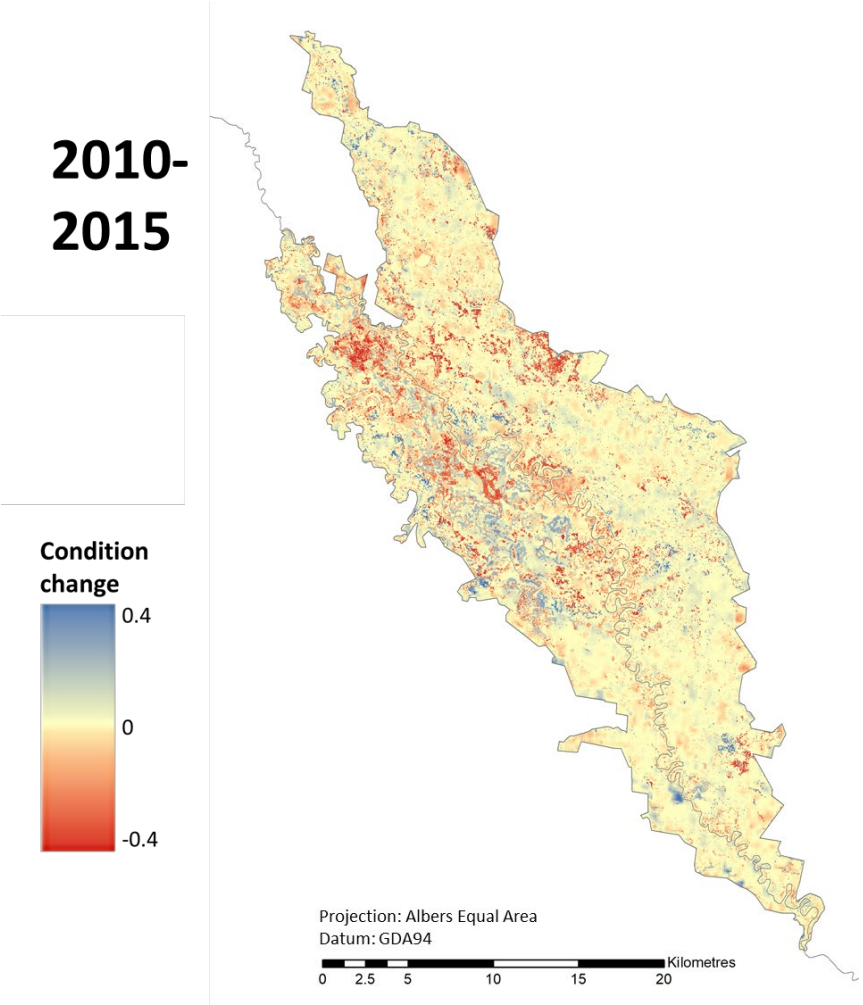 2010-
2015
Condition
change
0.4
0
-0.4
Projection: Albers Equal Area
Datum: GDA94
Kilometres
0 2.5 5 10 15 20